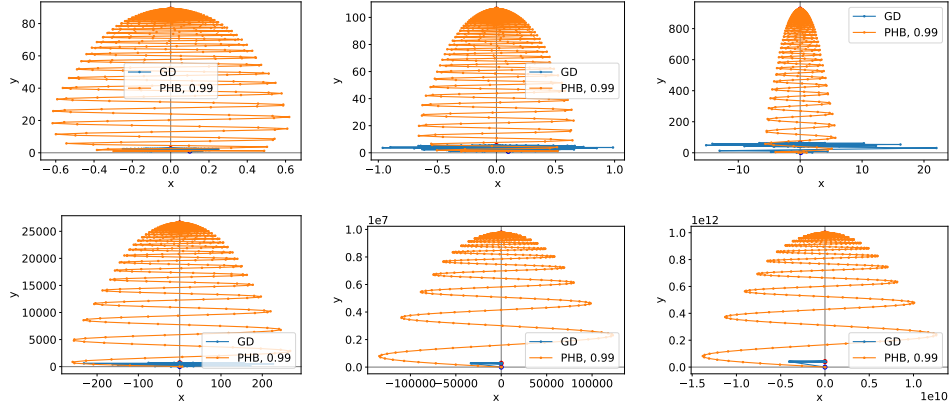 80
60
40
20
0
y
GD
PHB, 0.99
−0.6 −0.4 −0.2 0.0 0.2 0.4 0.6
x
100
80
60
40
20
0
y
GD
PHB, 0.99
−1.0 −0.5 0.0 0.5 1.0
x
800
600
400
200
0
y
GD
PHB, 0.99
−10 0 10 20
x
25000
20000
15000
10000
5000
0
y
GD
PHB, 0.99
−200 −100 0 100 200
x
1e7
1.0
0.8
0.6
0.4
0.2
0.0
y
GD
PHB, 0.99
−100000 −50000 0 50000 100000
x
1e12
1.0
0.8
0.6
0.4
0.2
0.0
y
GD
PHB, 0.99
−1.5 −1.0 −0.5 0.0 0.5 1.0
x
1e10